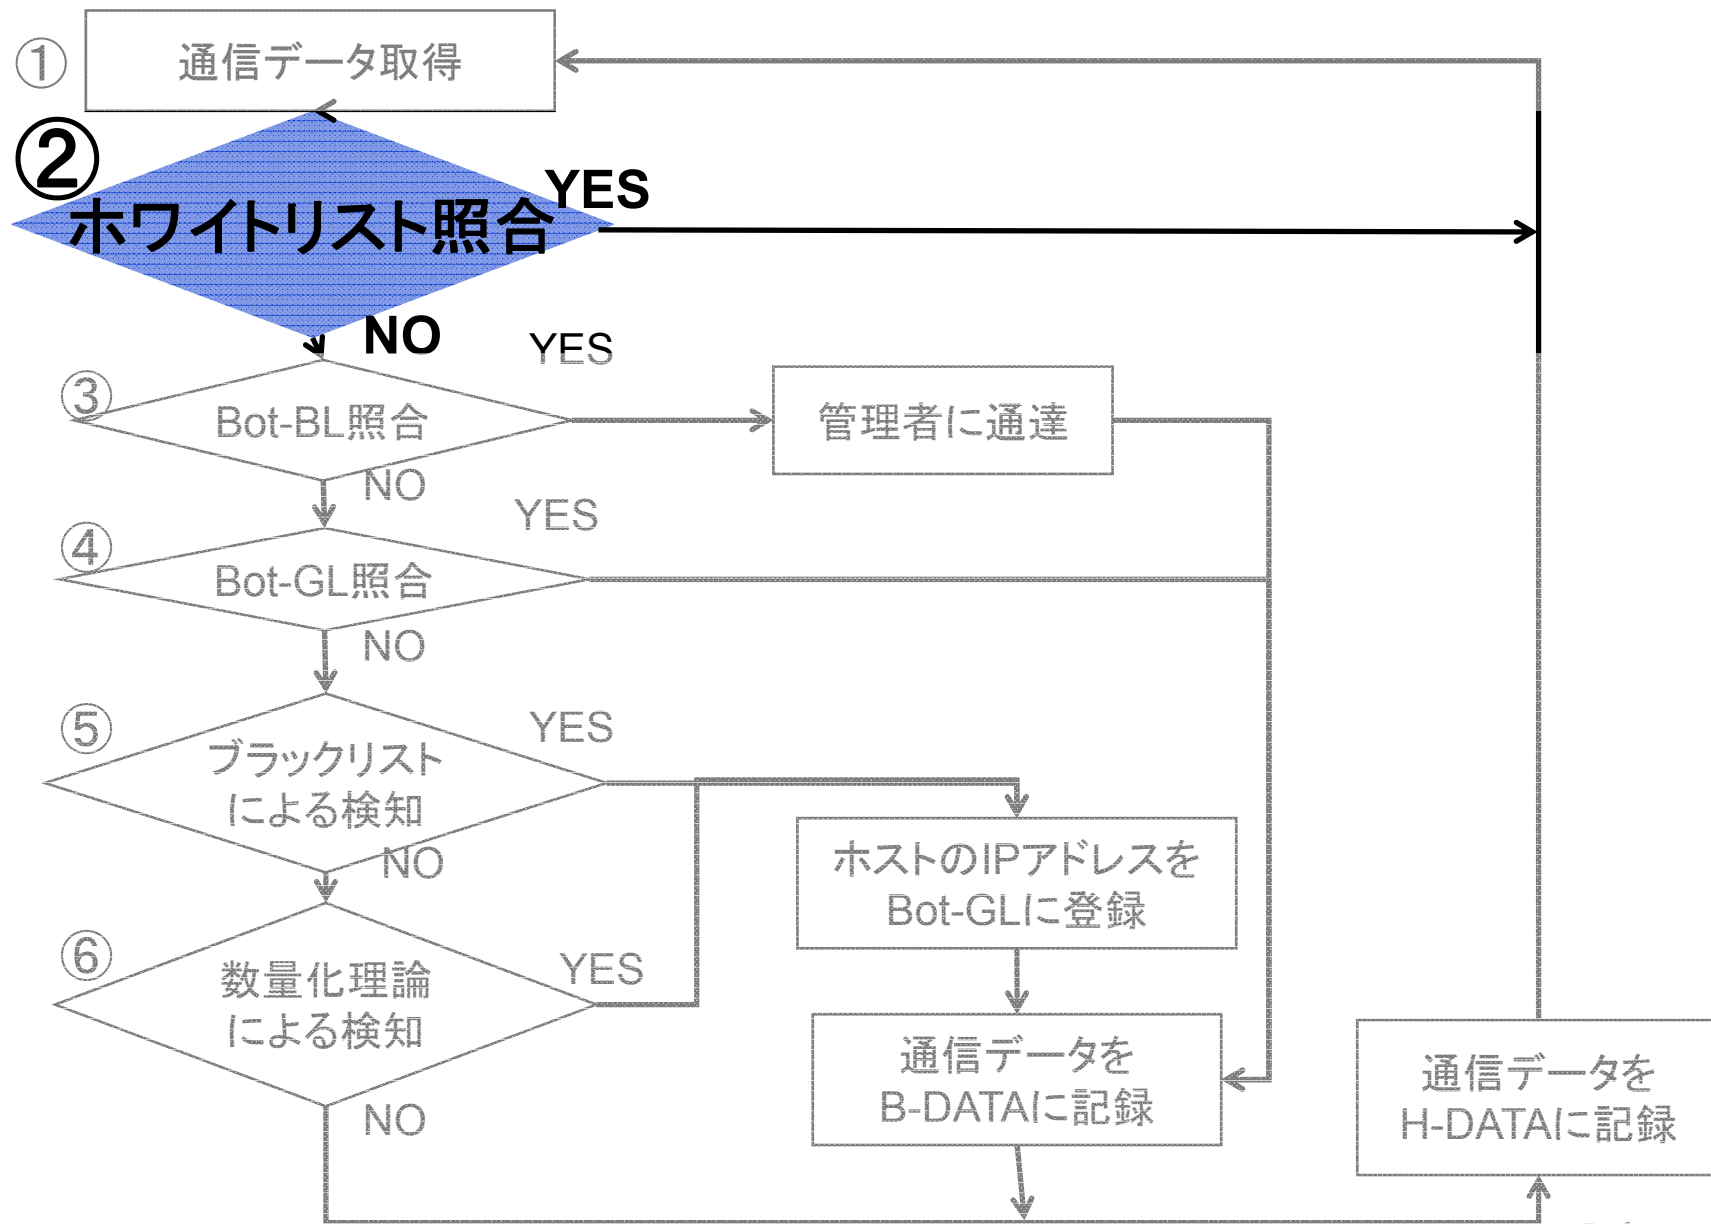 ① 通信データ取得
②
ホワイトリスト照合 YES
NO
YES
③ Bot-BL照合
管理者に通達
NO
YES
④ Bot-GL照合
NO
YES
⑤ ブラックリスト
による検知
NO
ホストのIPアドレスを
Bot-GLに登録
⑥ 数量化理論
による検知
YES
NO
通信データを
B-DATAに記録
通信データを
H-DATAに記録